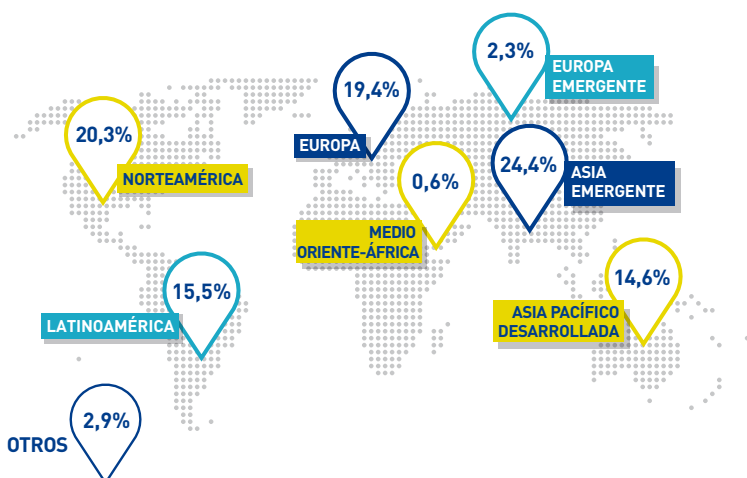 2,3%
EUROPA
EMERGENTE
19,4%
EUROPA
20,3%
NORTEAMÉRICA
24,4%
ASIA
EMERGENTE
0,6%
MEDIO
ORIENTE-ÁFRICA
15,5%
LATINOAMÉRICA
14,6%
ASIA PACÍFICO
DESARROLLADA
2,9%
OTROS